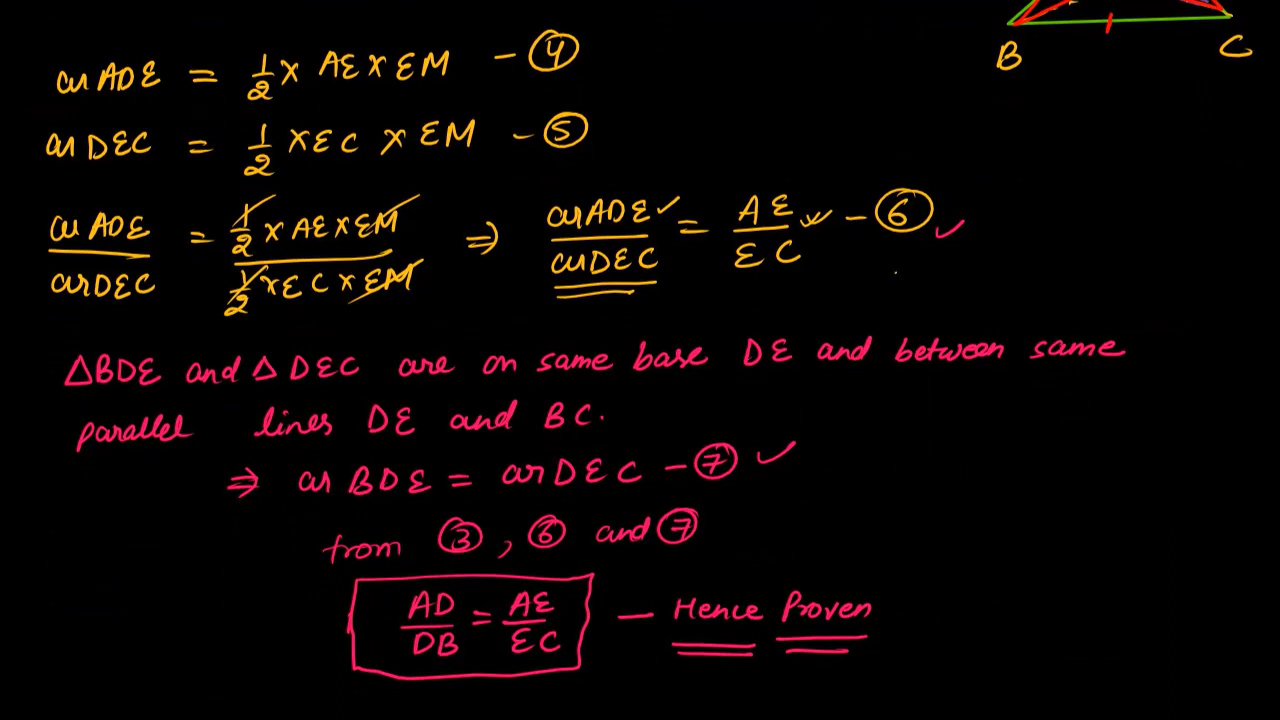 B C
ar ADE = 1/2 × AE × EM - ④
ar DEC = 1/2 × EC × EM - ⑤
ar ADE / ar DEC = 1/2 × AE × EM / 1/2 × EC × EM ⇒ ar ADE / ar DEC = AE / EC - ⑥
△BDE and △DEC are on same base DE and between same
parallel lines DE and BC.
⇒ ar BDE = ar DEC - ⑦
from ③, ⑥ and ⑦
AD / DB = AE / EC - Hence Proven